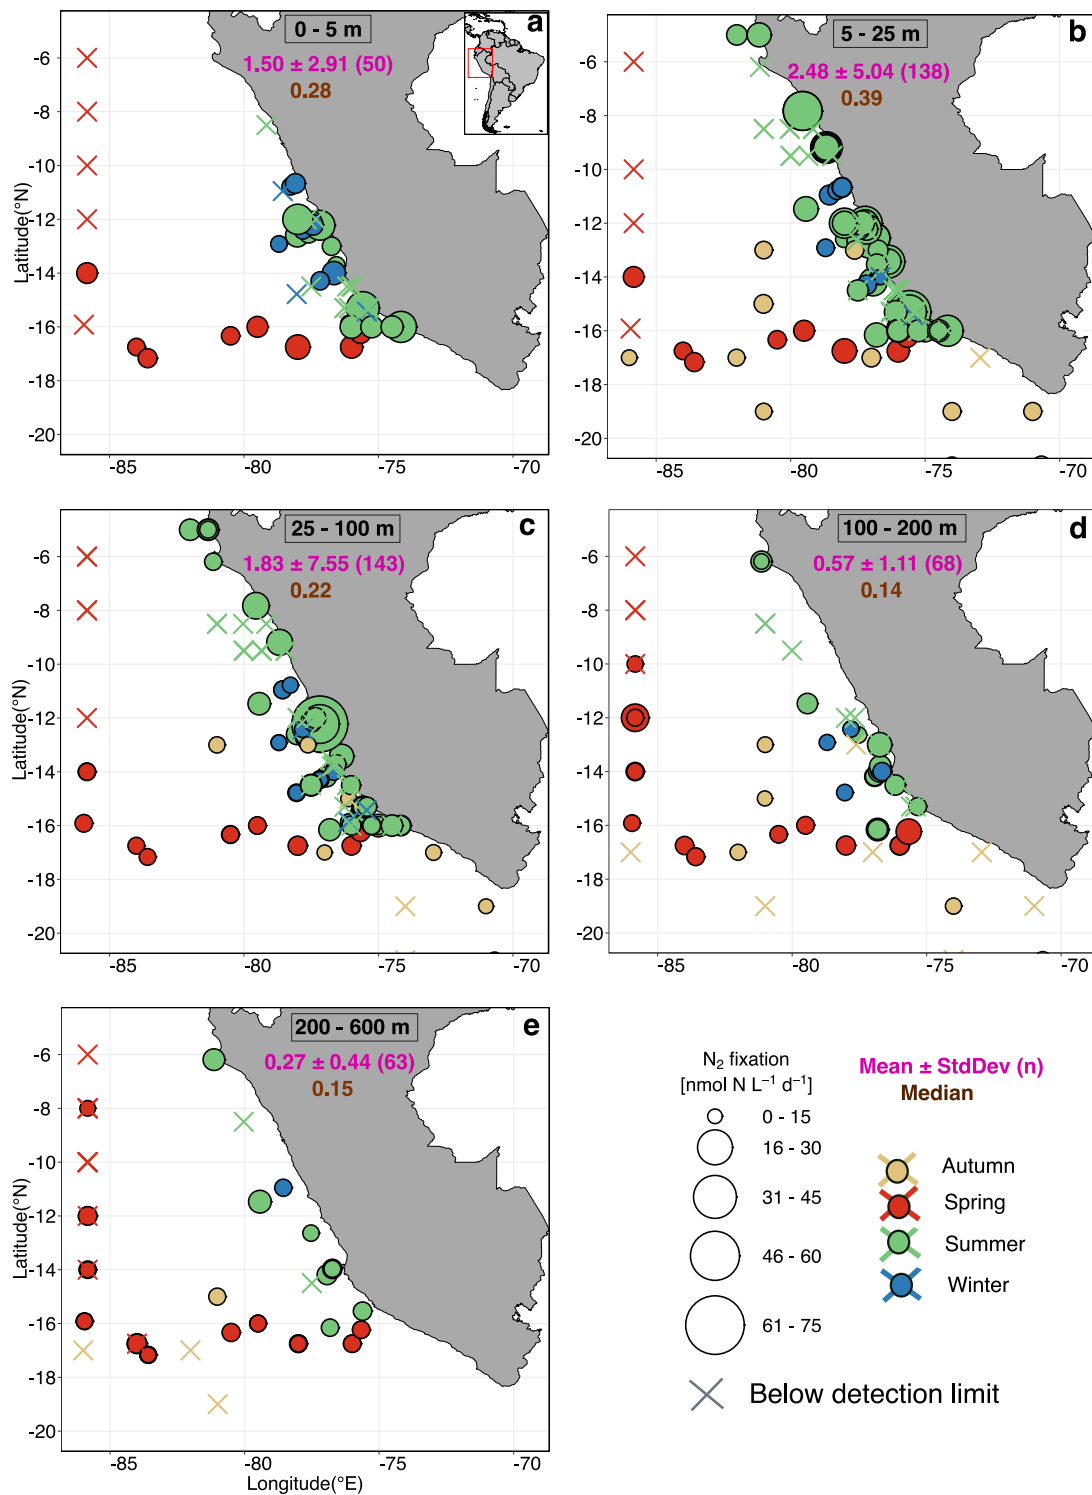 a
0 - 5 m
1.50 ± 2.91 (50)
0.28
-6
-8
-10
-12
-14
-16
-18
-20
Latitude(°N)
-85
-80
-75
-70
b
5 - 25 m
2.48 ± 5.04 (138)
0.39
-6
-8
-10
-12
-14
-16
-18
-20
-85
-80
-75
-70
c
25 - 100 m
1.83 ± 7.55 (143)
0.22
-6
-8
-10
-12
-14
-16
-18
-20
Latitude(°N)
-85
-80
-75
-70
d
100 - 200 m
0.57 ± 1.11 (68)
0.14
-6
-8
-10
-12
-14
-16
-18
-20
-85
-80
-75
-70
e
200 - 600 m
0.27 ± 0.44 (63)
0.15
-6
-8
-10
-12
-14
-16
-18
-20
Latitude(°N)
-85
-80
-75
-70
Longitude(°E)
N₂ fixation
[nmol N L⁻¹ d⁻¹]
0 - 15
16 - 30
31 - 45
46 - 60
61 - 75
Mean ± StdDev (n)
Median
Autumn
Spring
Summer
Winter
Below detection limit